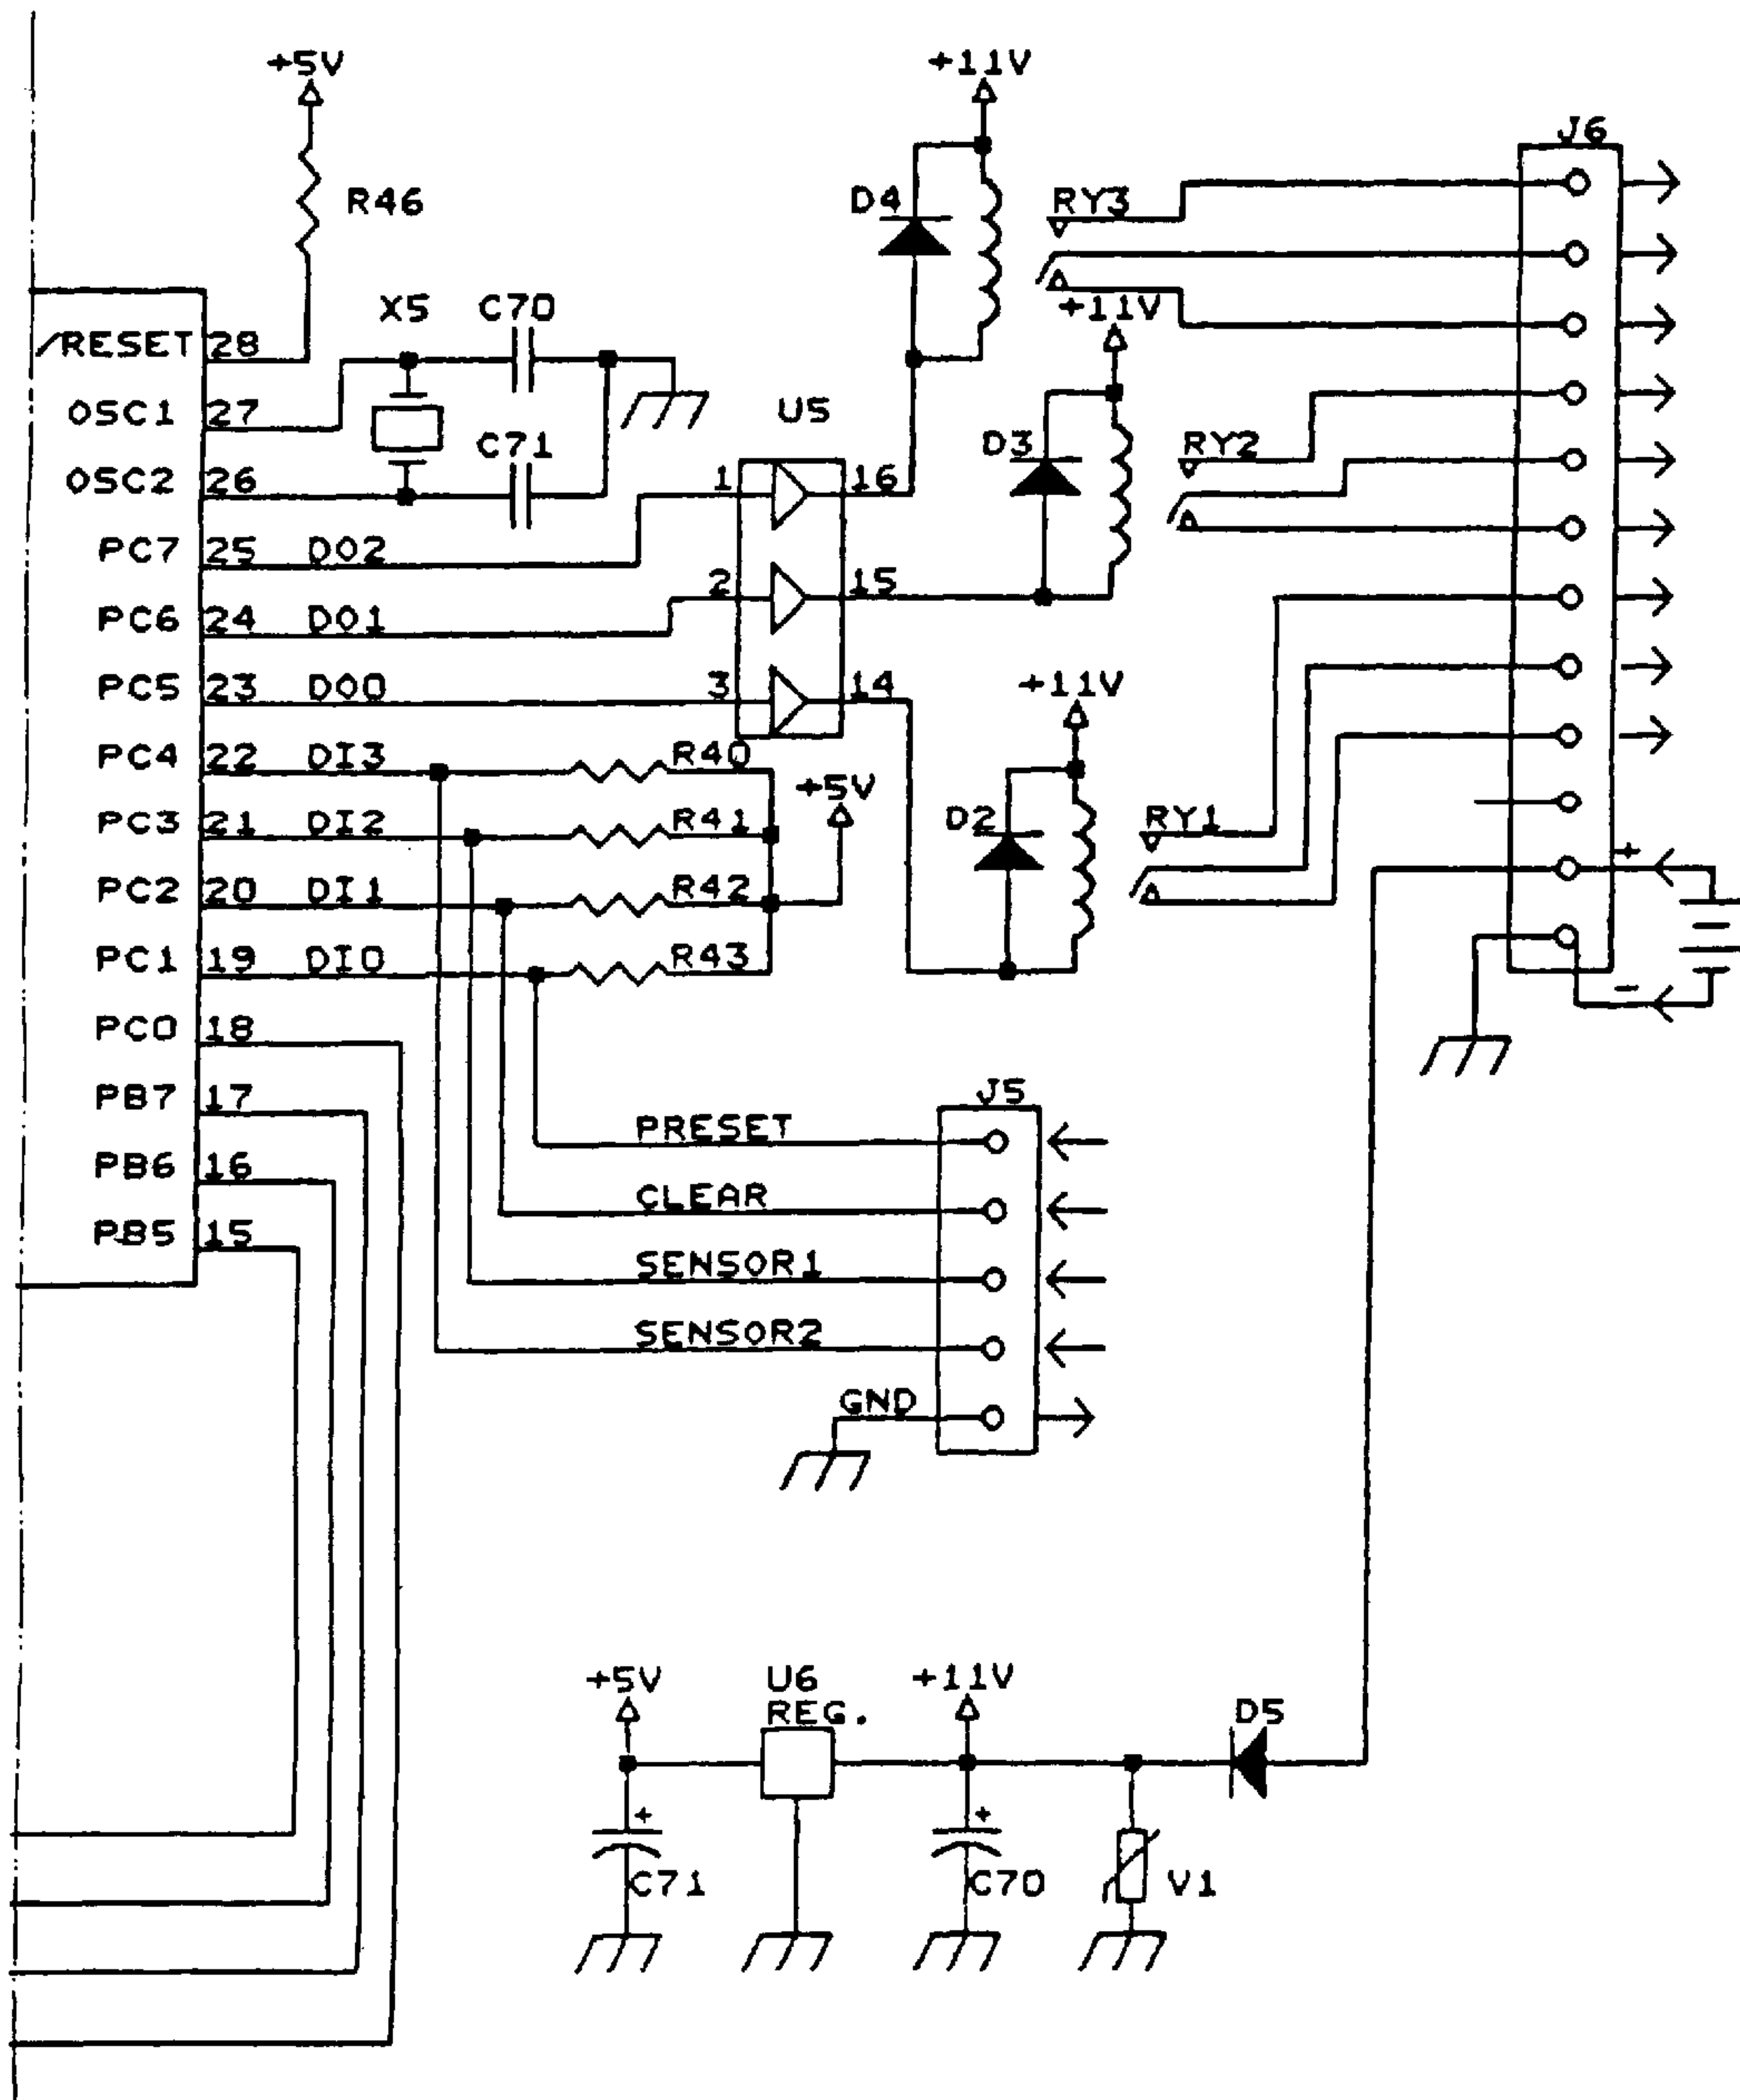 +5V
+11V
J6
R46
D4
RY3
+11V
X5 C70
/RESET 28
OSC1 27
U5
C71
D3
RY2
OSC2 26
1 16
PC7 25 DO2
2 15
PC6 24 DO1
PC5 23 DO0
3 14
+11V
PC4 22 DI3
R40
+5V
PC3 21 DI2
R41
D2
RY1
+
PC2 20 DI1
R42
PC1 19 DI0
R43
-
PC0 18
J5
PB7 17
PRESET
PB6 16
CLEAR
PB5 15
SENSOR1
SENSOR2
GND
+5V
U6
REG.
+11V
D5
+
+
C71
C70
V1